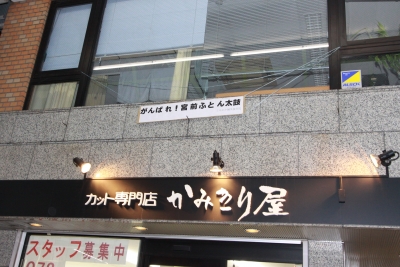 がんばれ！宮前ふとん太鼓
カット専門店 かみきり屋
スタッフ募集中